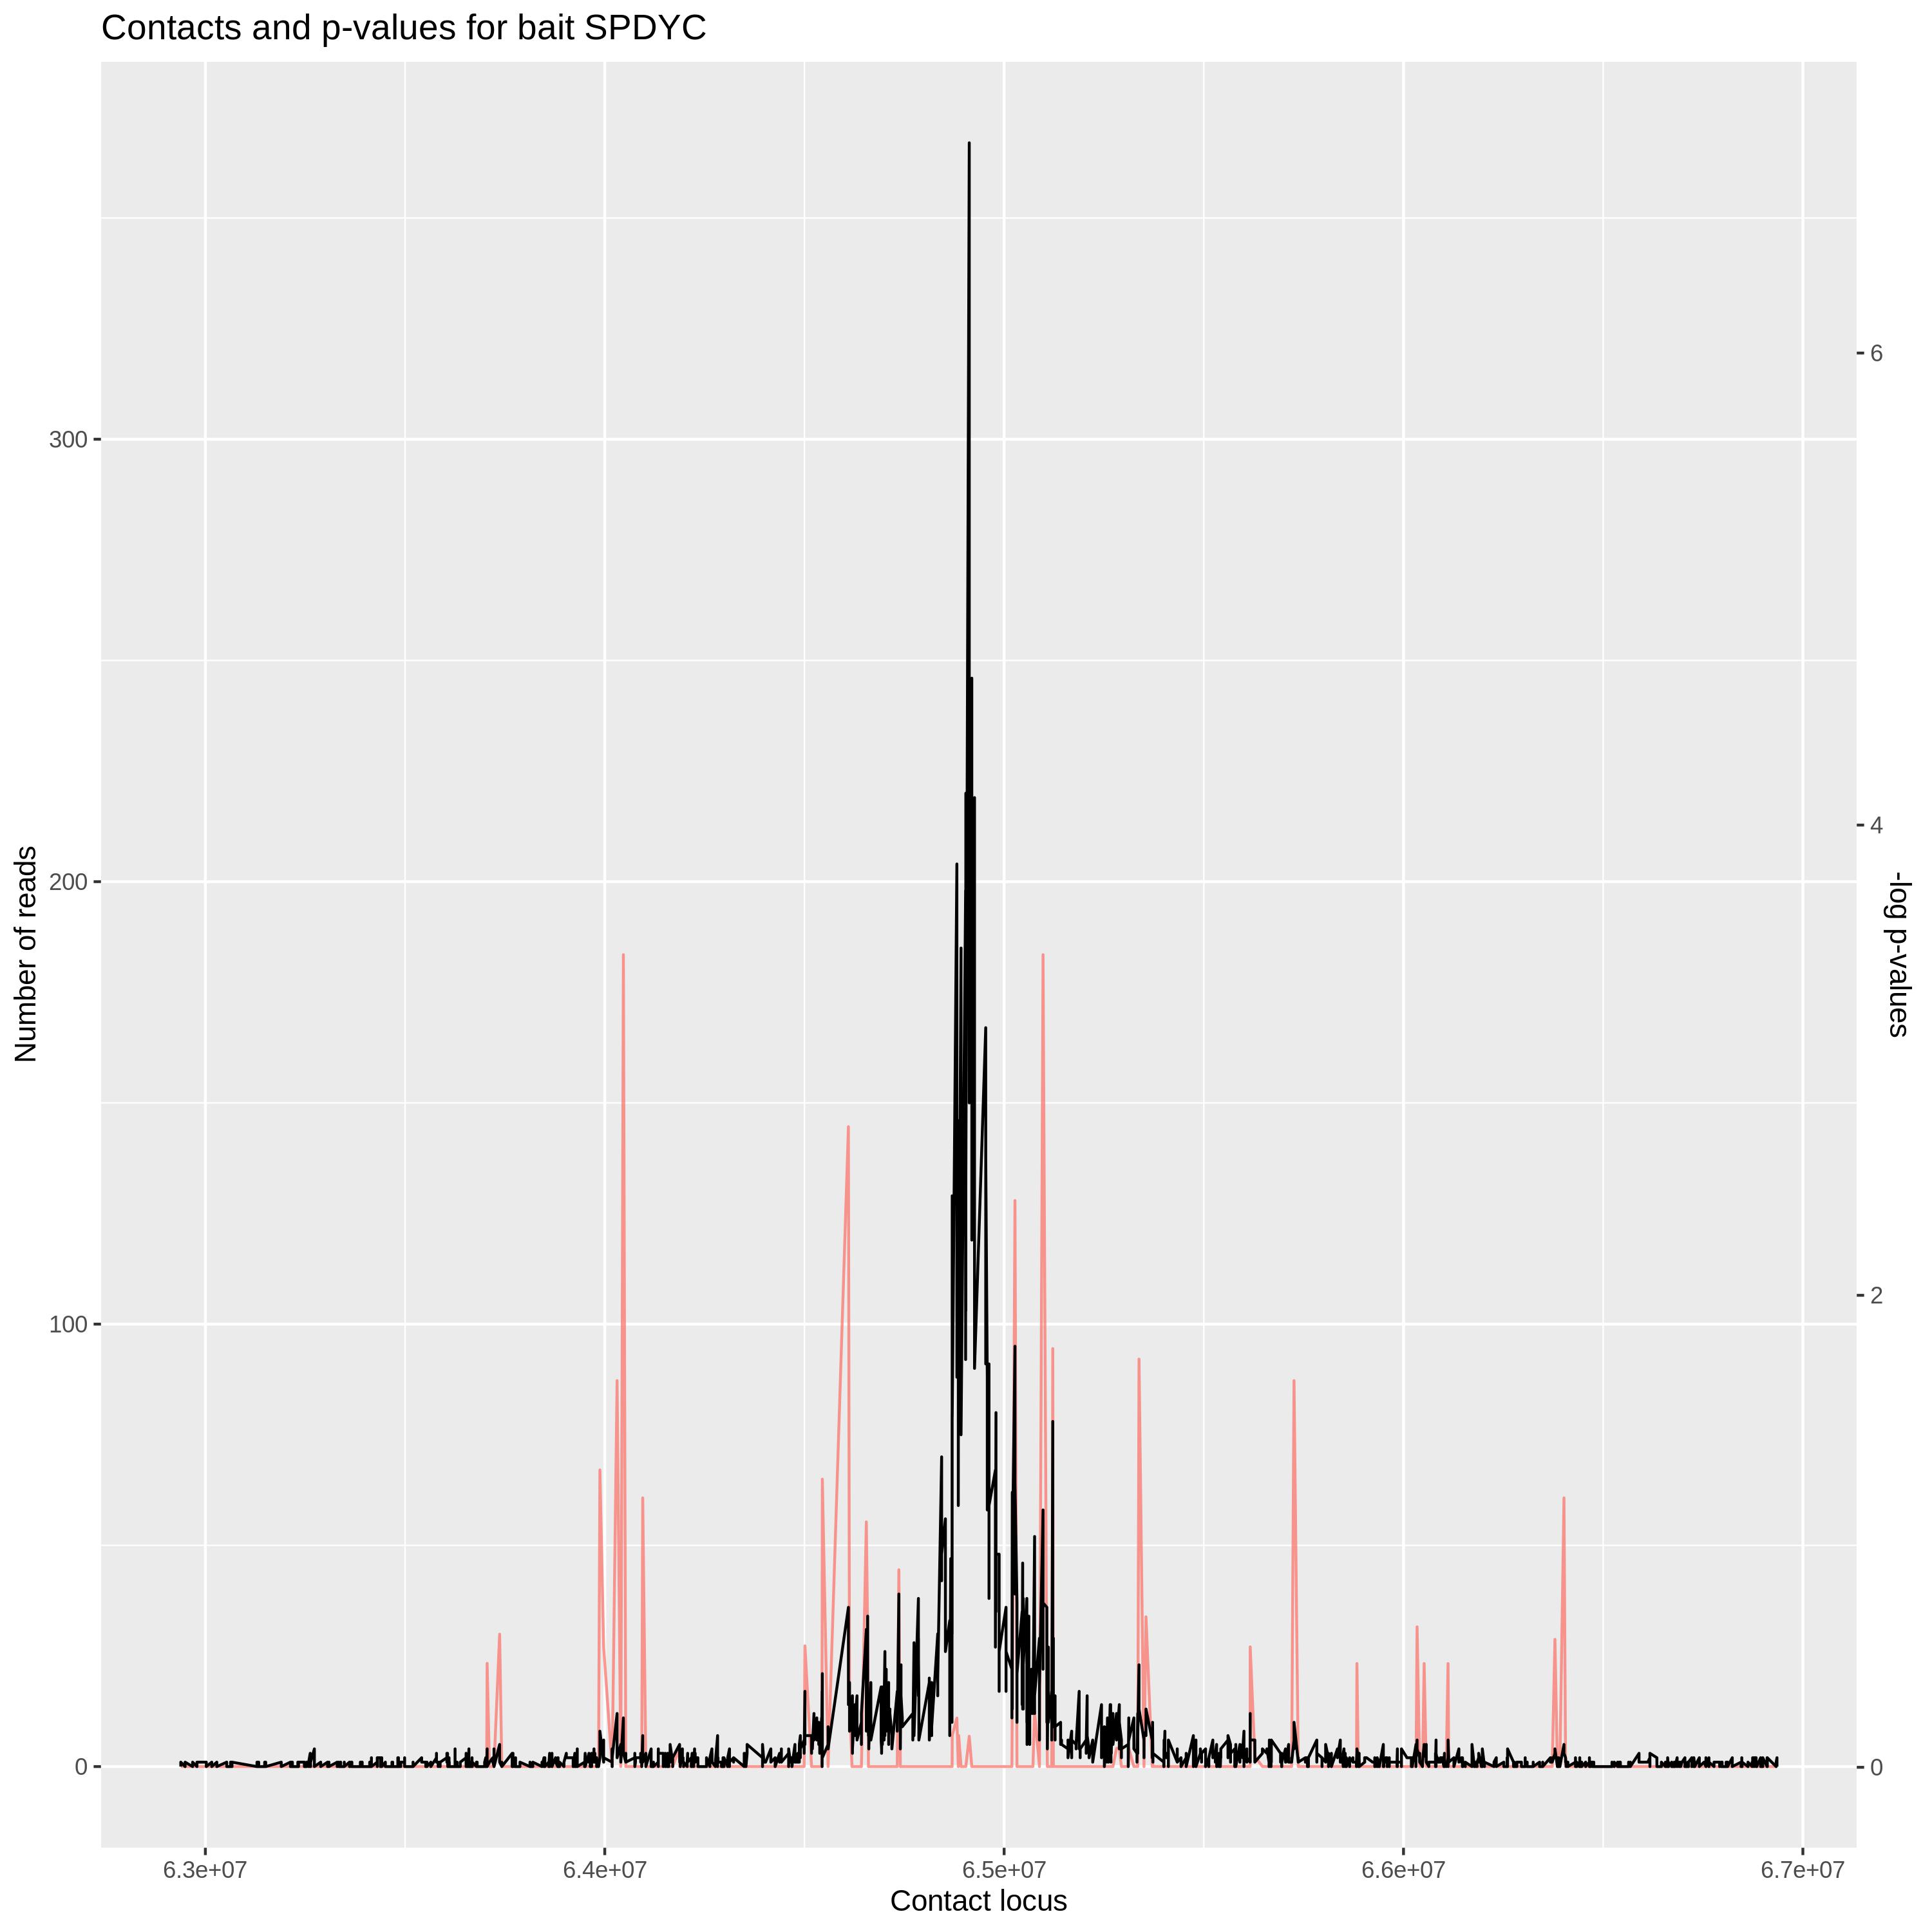 Contacts and p-values for bait SPDYC
Number of reads
300
200
100
0
6
4
2
0
-log p-values
6.3e+07
6.4e+07
6.5e+07
6.6e+07
6.7e+07
Contact locus